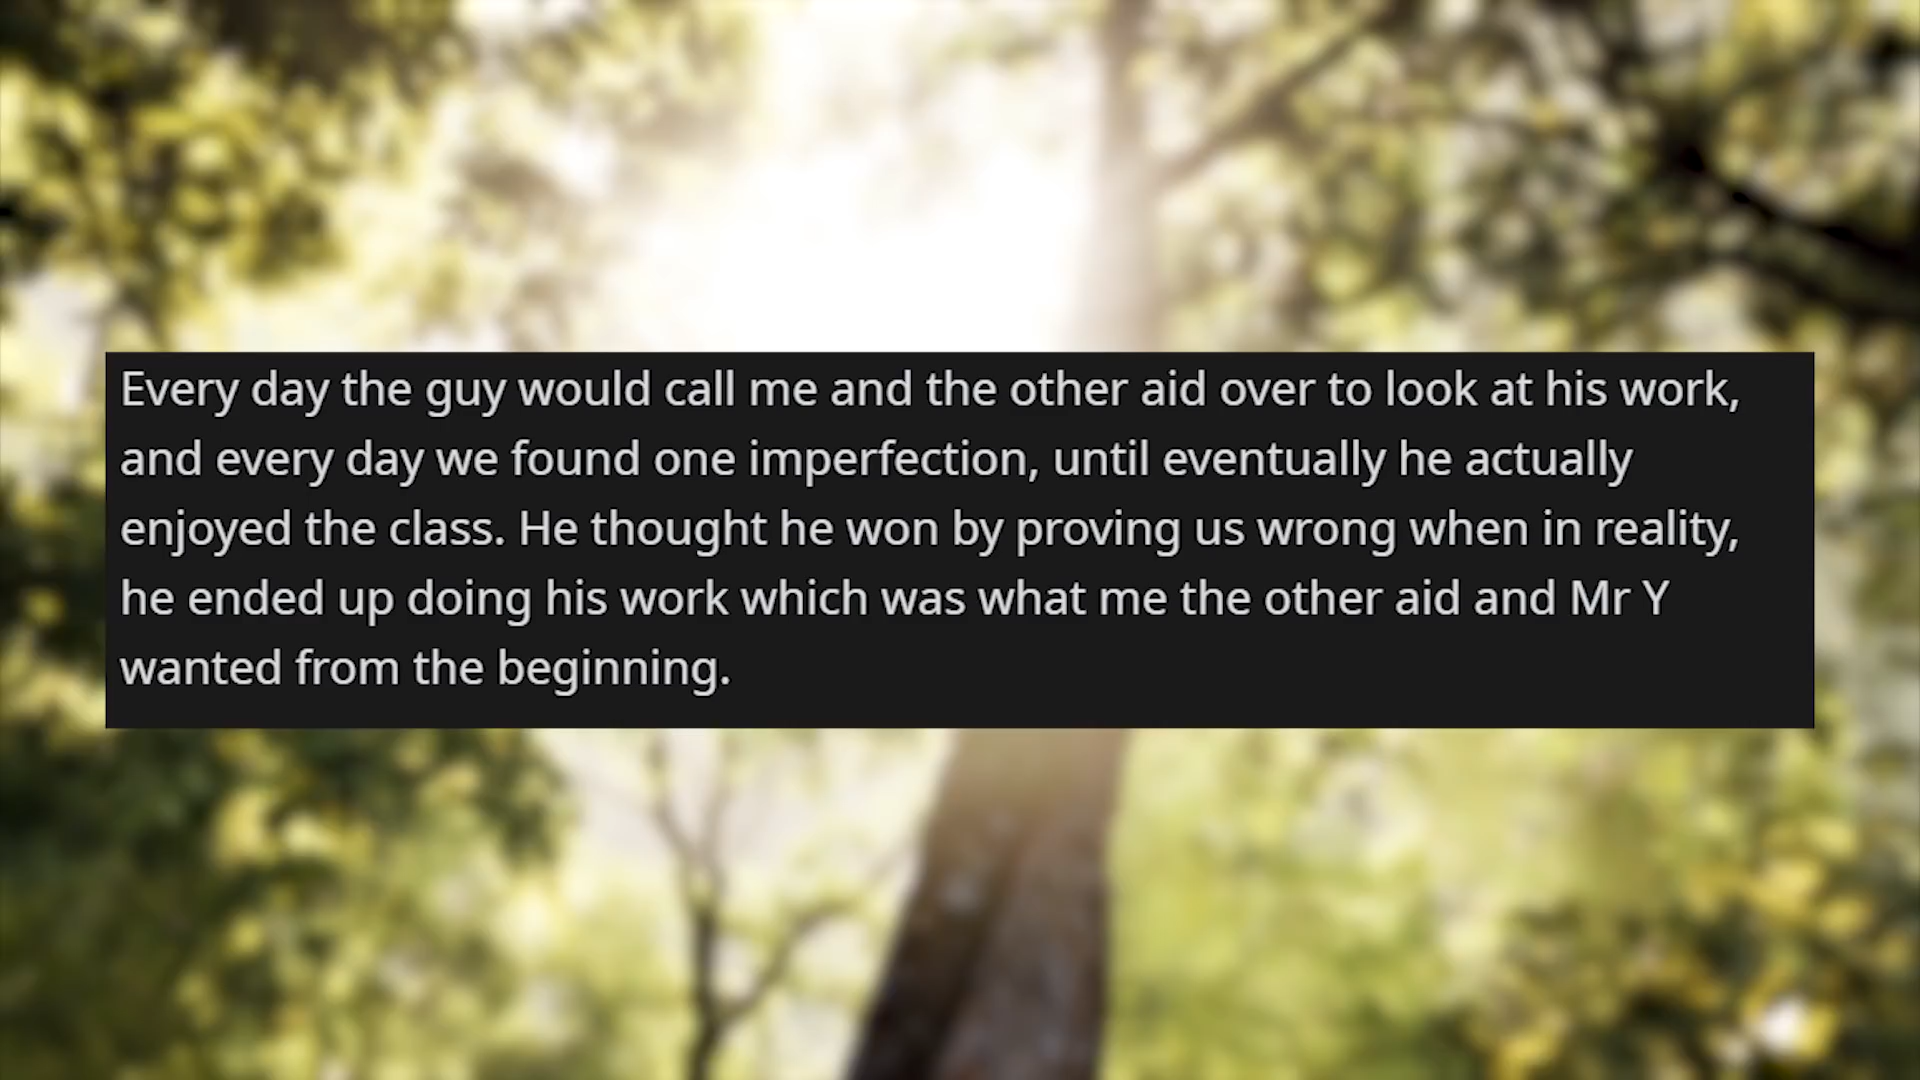 Every day the guy would call me and the other aid over to look at his work,
and every day we found one imperfection, until eventually he actually
enjoyed the class. He thought he won by proving us wrong when in reality,
he ended up doing his work which was what me the other aid and Mr Y
wanted from the beginning.